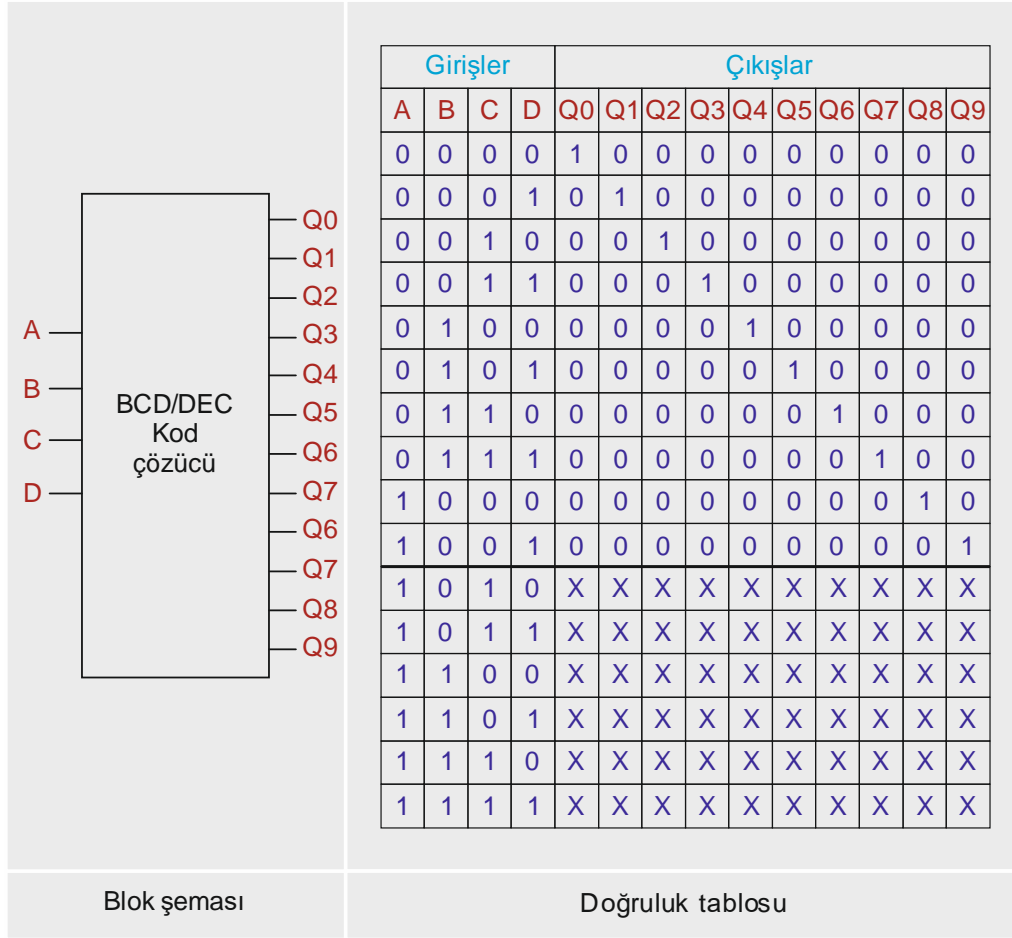 Girişler Çıkışlar
A B C D Q0 Q1 Q2 Q3 Q4 Q5 Q6 Q7 Q8 Q9
0 0 0 0 1 0 0 0 0 0 0 0 0 0
0 0 0 1 0 1 0 0 0 0 0 0 0 0
0 0 1 0 0 0 1 0 0 0 0 0 0 0
0 0 1 1 0 0 0 1 0 0 0 0 0 0
0 1 0 0 0 0 0 0 1 0 0 0 0 0
0 1 0 1 0 0 0 0 0 1 0 0 0 0
0 1 1 0 0 0 0 0 0 0 1 0 0 0
0 1 1 1 0 0 0 0 0 0 0 1 0 0
1 0 0 0 0 0 0 0 0 0 0 0 1 0
1 0 0 1 0 0 0 0 0 0 0 0 0 1
1 0 1 0 X X X X X X X X X X
1 0 1 1 X X X X X X X X X X
1 1 0 0 X X X X X X X X X X
1 1 0 1 X X X X X X X X X X
1 1 1 0 X X X X X X X X X X
1 1 1 1 X X X X X X X X X X
A
B
C
D
BCD/DEC
Kod
çözücü
Q0
Q1
Q2
Q3
Q4
Q5
Q6
Q7
Q6
Q7
Q8
Q9
Blok şeması
Doğruluk tablosu